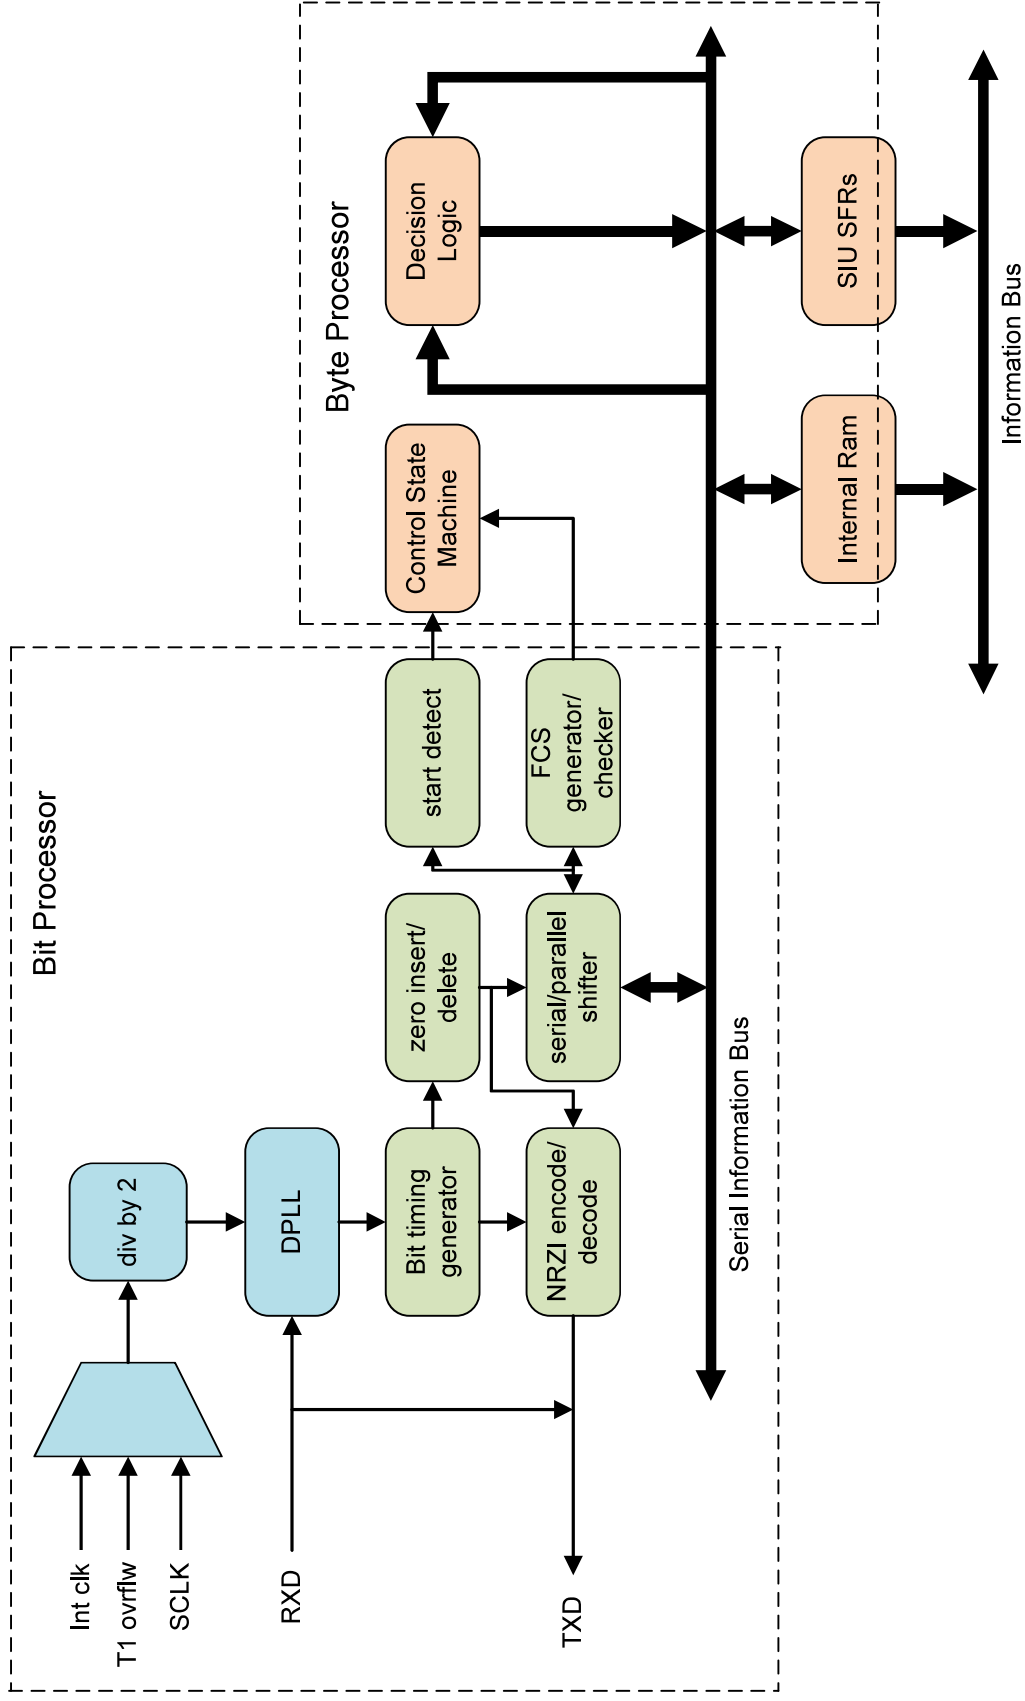 Bit Processor
Byte Processor
Int clk
T1 ovrflw
SCLK
div by 2
RXD
DPLL
Bit timing
generator
zero insert/
delete
start detect
Control State
Machine
Decision
Logic
TXD
NRZI encode/
decode
serial/parallel
shifter
FCS
generator/
checker
Serial Information Bus
Internal Ram
SIU SFRs
Information Bus